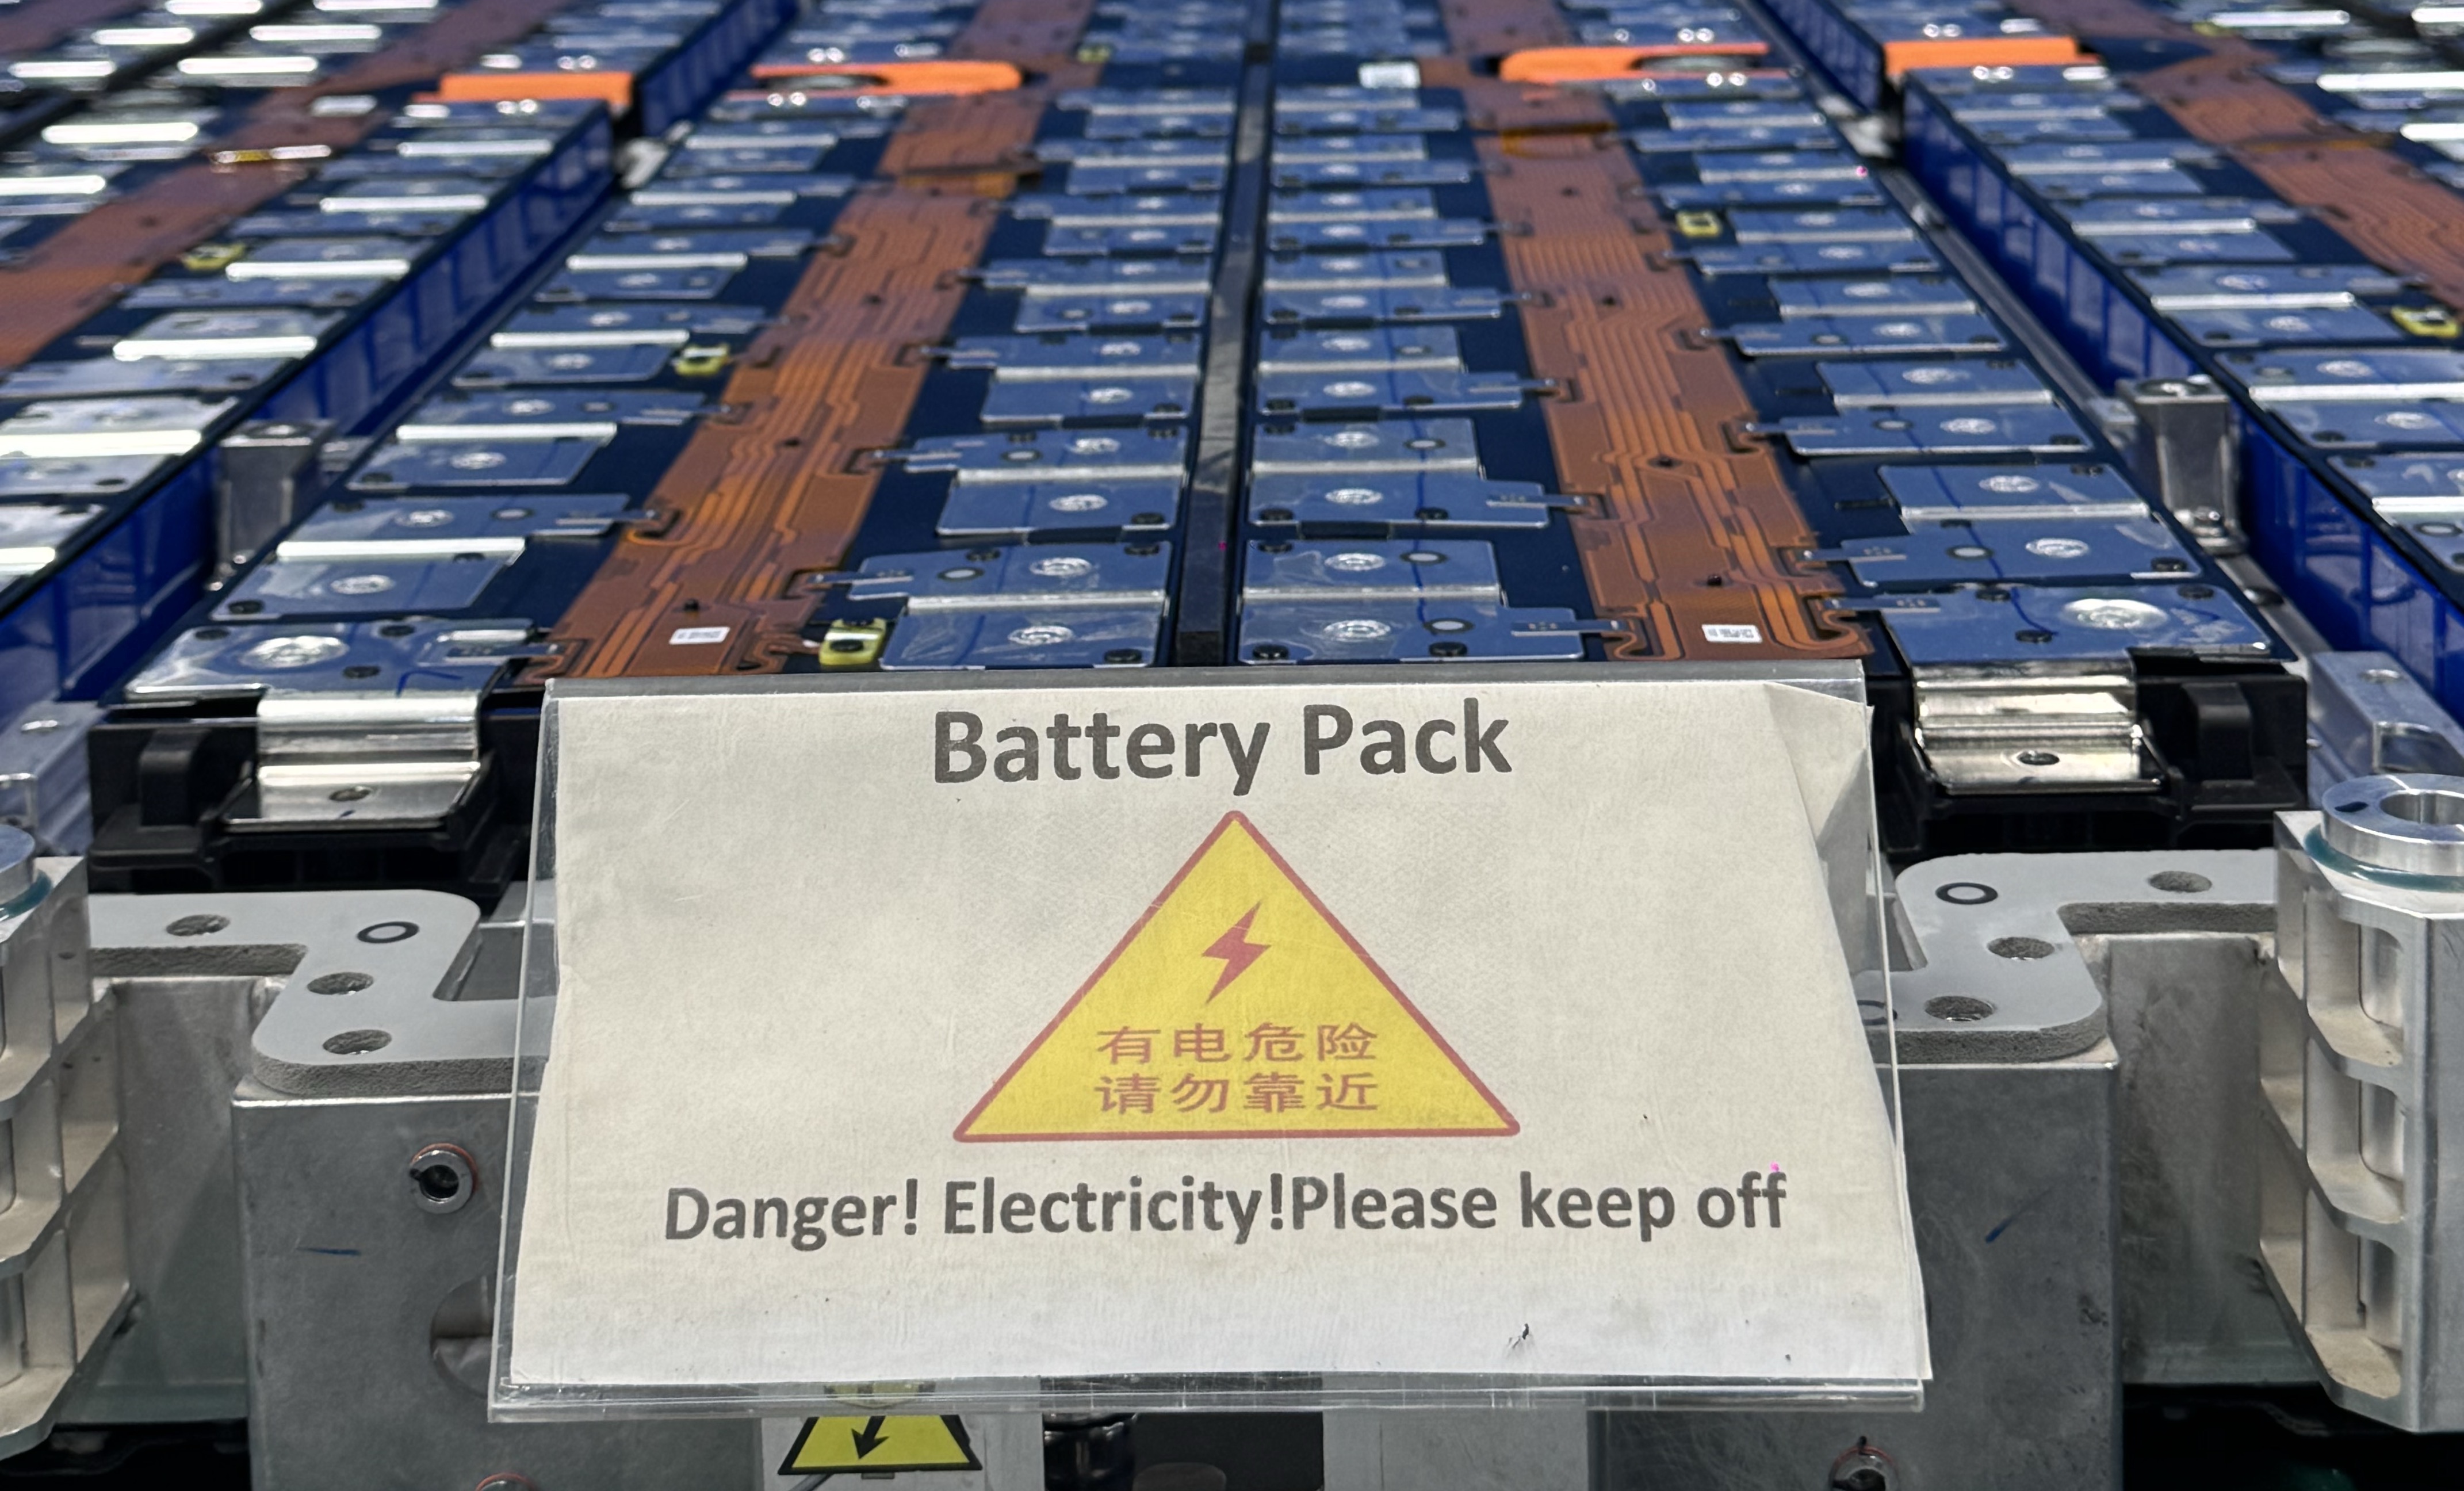 Battery Pack
有电危险
请勿靠近
Danger! Electricity!Please keep off